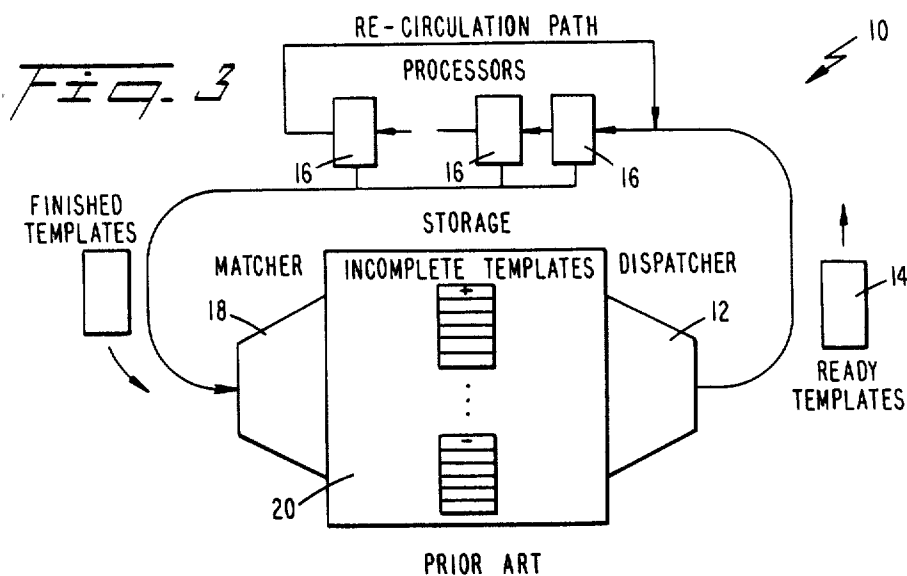 RE-CIRCULATION PATH
10
Fig. 3
PROCESSORS
16
16
16
FINISHED
TEMPLATES
STORAGE
MATCHER
INCOMPLETE TEMPLATES
DISPATCHER
18
+
12
14
READY
TEMPLATES
-
20
PRIOR ART